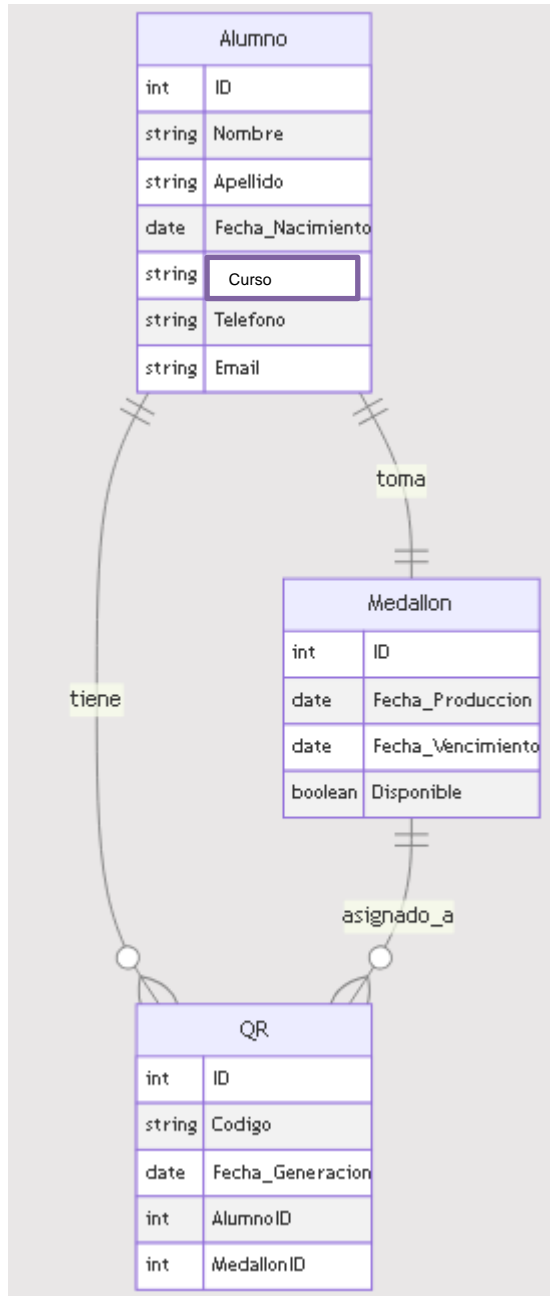 Alumno
int ID
string Nombre
string Apellido
date Fecha_Nacimiento
string Curso
string Telefono
string Email
toma
Medallon
int ID
date Fecha_Produccion
tiene
date Fecha_Vencimiento
boolean Disponible
asignado_a
QR
int ID
string Codigo
date Fecha_Generacion
int AlumnoID
int MedallonID